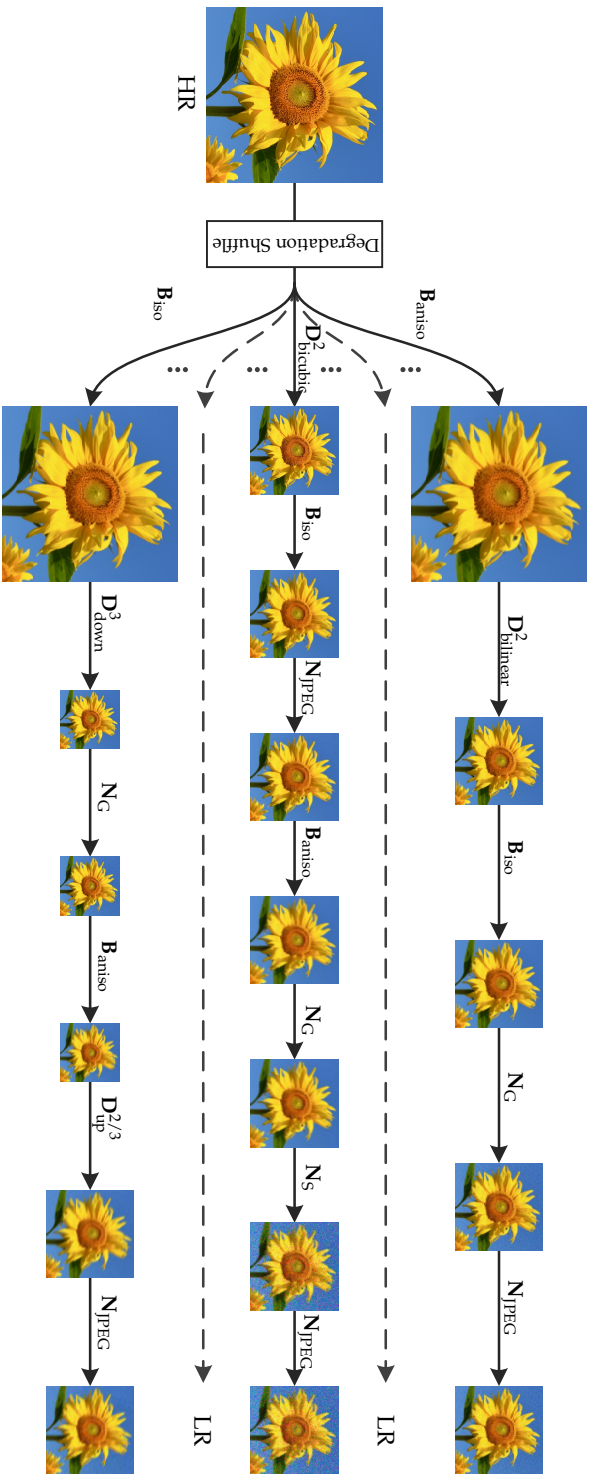 HR
Degradation Shuffle
B_aniso
D^2_bilinear
B_iso
N_G
N_JPEG
...
...
LR
D^2_bicubic
B_iso
N_JPEG
B_aniso
N_G
N_S
N_JPEG
...
...
LR
B_iso
D^3_down
N_G
B_aniso
D^{2/3}_up
N_JPEG